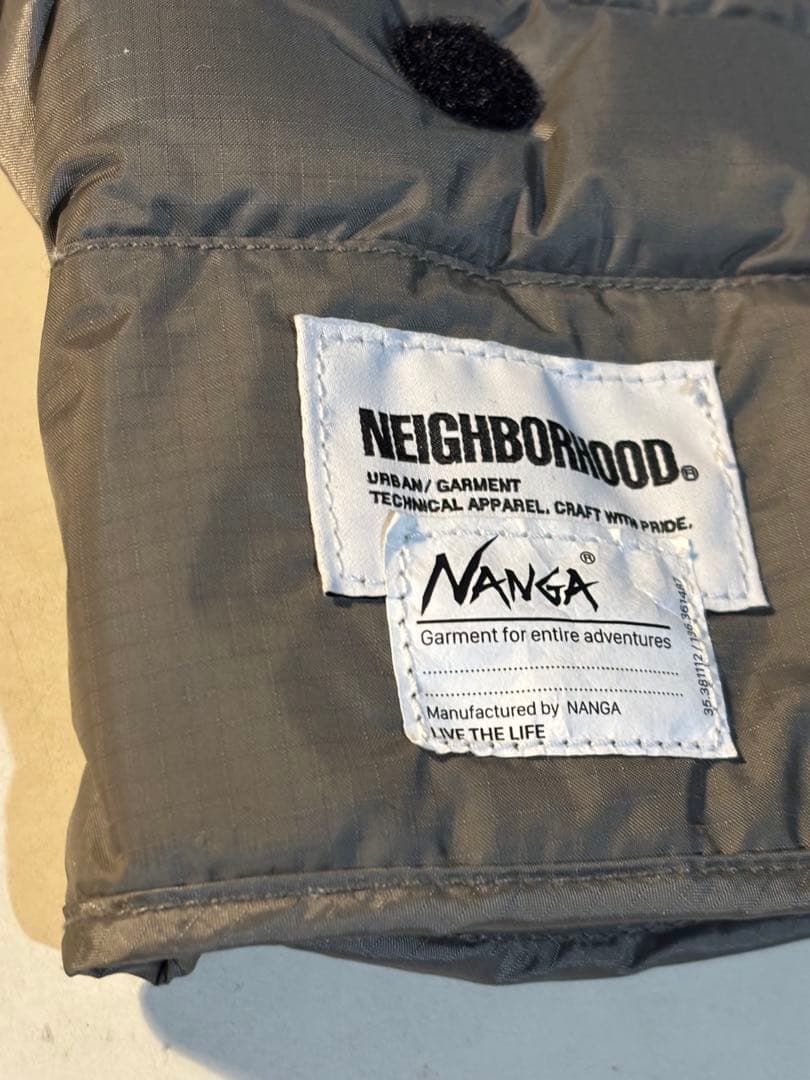 NEIGHBORHOOD®
URBAN/GARMENT
TECHNICAL APPAREL. CRAFT WITH PRIDE.
NANGA®
Garment for entire adventures
Manufactured by NANGA
LIVE THE LIFE